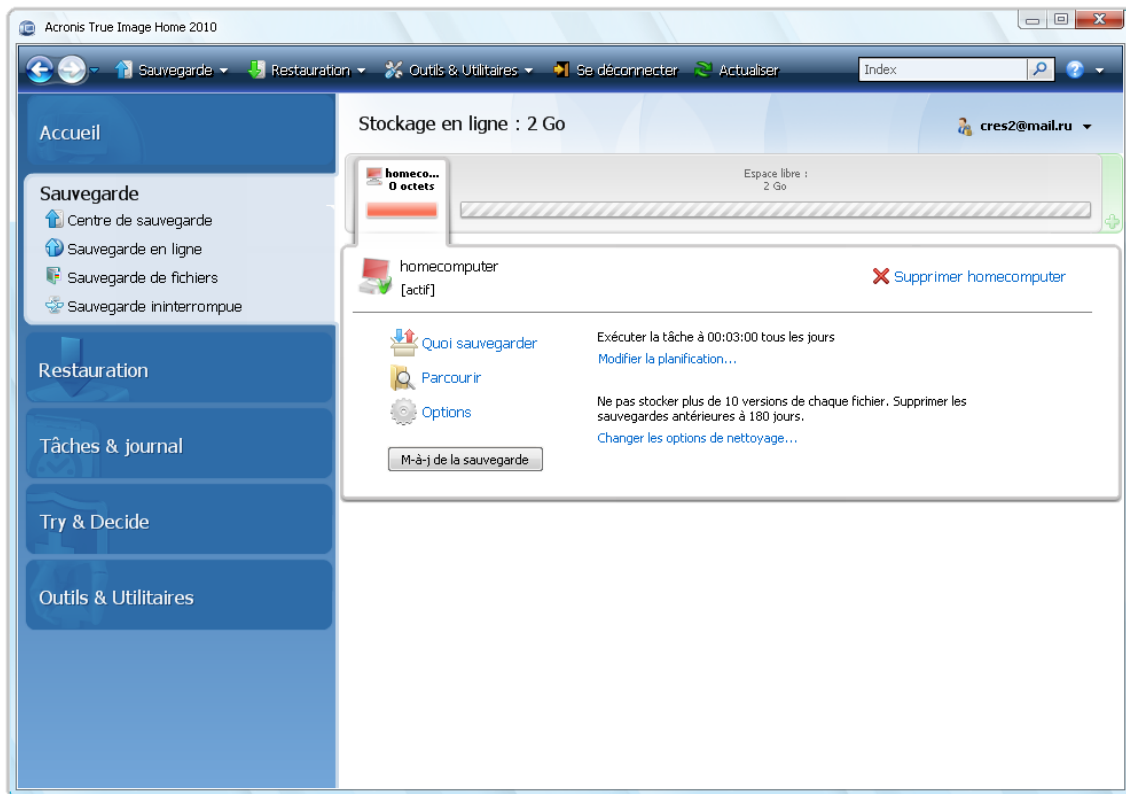 Acronis True Image Home 2010
Sauvegarde
Restauration
Outils & Utilitaires
Se déconnecter
Actualiser
Index
Accueil
Sauvegarde
Centre de sauvegarde
Sauvegarde en ligne
Sauvegarde de fichiers
Sauvegarde ininterrompue
Restauration
Tâches & journal
Try & Decide
Outils & Utilitaires
Stockage en ligne : 2 Go
cres2@mail.ru
homeco...
0 octets
Espace libre :
2 Go
homecomputer
[actif]
Supprimer homecomputer
Quoi sauvegarder
Parcourir
Options
M-à-j de la sauvegarde
Exécuter la tâche à 00:03:00 tous les jours
Modifier la planification...
Ne pas stocker plus de 10 versions de chaque fichier. Supprimer les
sauvegardes antérieures à 180 jours.
Changer les options de nettoyage...